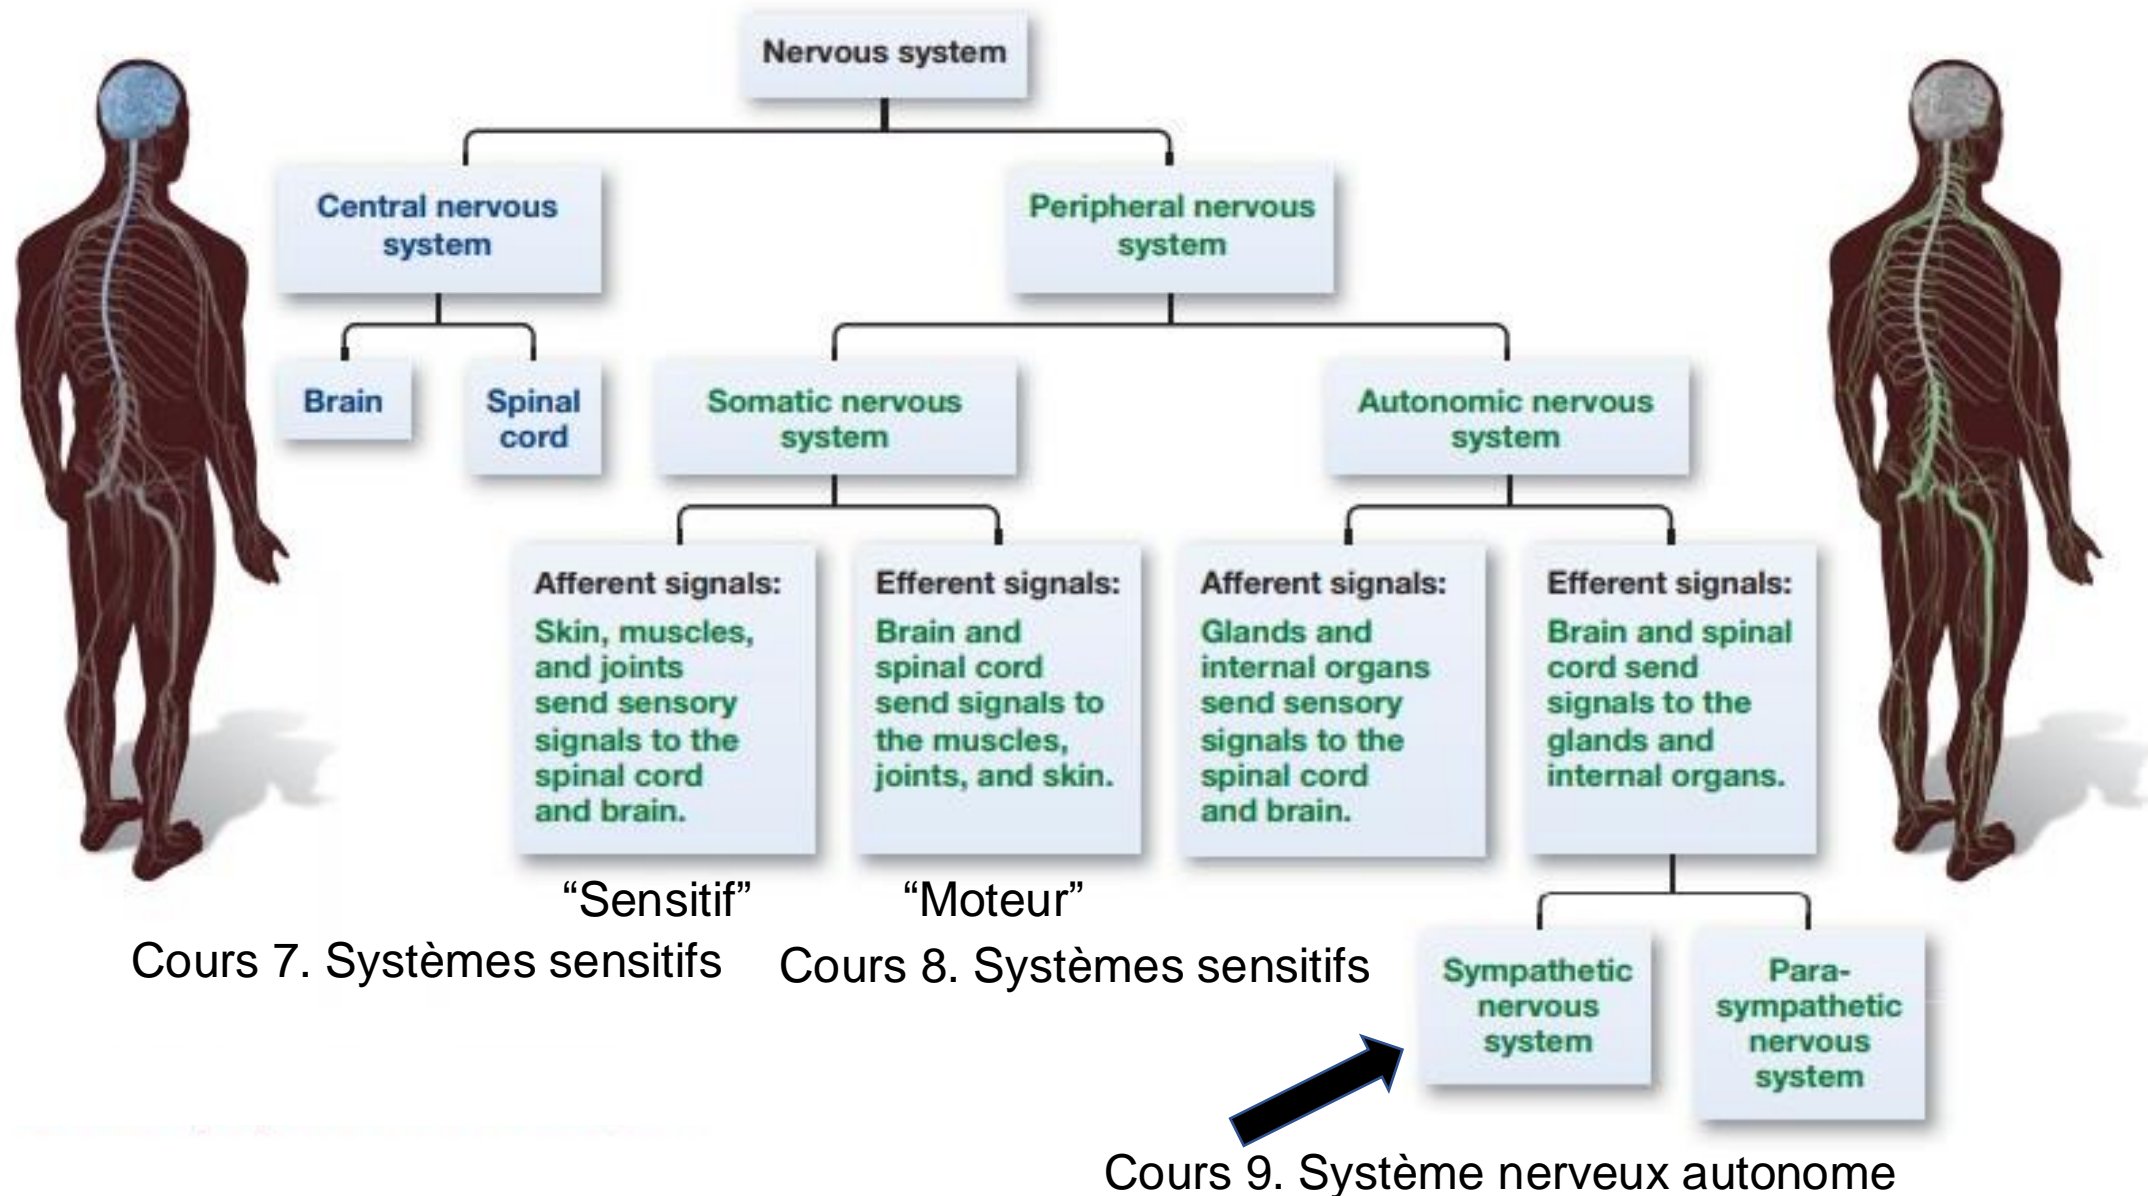 Nervous system
Central nervous
system
Peripheral nervous
system
Brain
Spinal
cord
Somatic nervous
system
Autonomic nervous
system
Afferent signals:
Skin, muscles,
and joints
send sensory
signals to the
spinal cord
and brain.
Efferent signals:
Brain and
spinal cord
send signals to
the muscles,
joints, and skin.
Afferent signals:
Glands and
internal organs
send sensory
signals to the
spinal cord
and brain.
Efferent signals:
Brain and spinal
cord send
signals to the
glands and
internal organs.
“Sensitif”
“Moteur”
Cours 7. Systèmes sensitifs
Cours 8. Systèmes sensitifs
Sympathetic
nervous
system
Para-
sympathetic
nervous
system
Cours 9. Système nerveux autonome